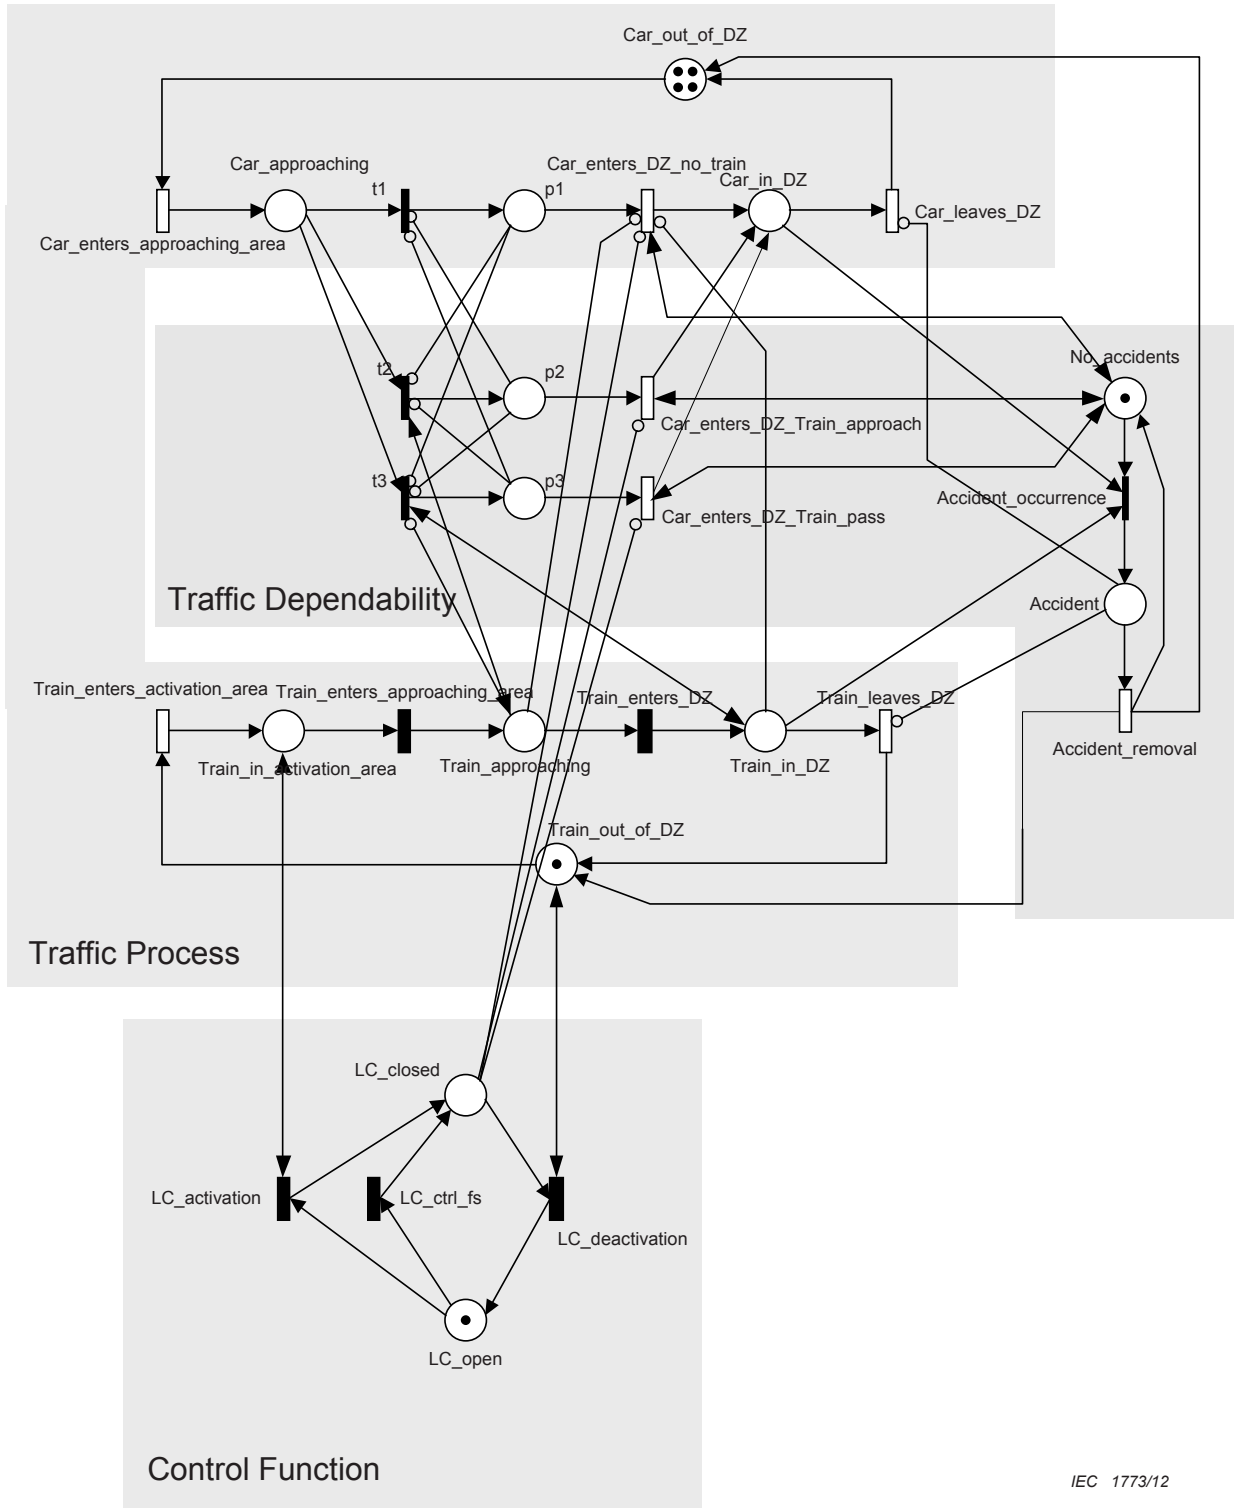 Car_out_of_DZ
Car_approaching
Car_enters_DZ_no_train
Car_in_DZ
t1
p1
Car_leaves_DZ
Car_enters_approaching_area
No_accidents
t2
p2
Car_enters_DZ_Train_approach
t3
p3
Accident_occurrence
Car_enters_DZ_Train_pass
Traffic Dependability
Accident
Train_enters_activation_area
Train_enters_approaching_area
Train_enters_DZ
Train_leaves_DZ
Accident_removal
Train_in_activation_area
Train_approaching
Train_in_DZ
Train_out_of_DZ
Traffic Process
LC_closed
LC_activation
LC_ctrl_fs
LC_deactivation
LC_open
Control Function
IEC 1773/12